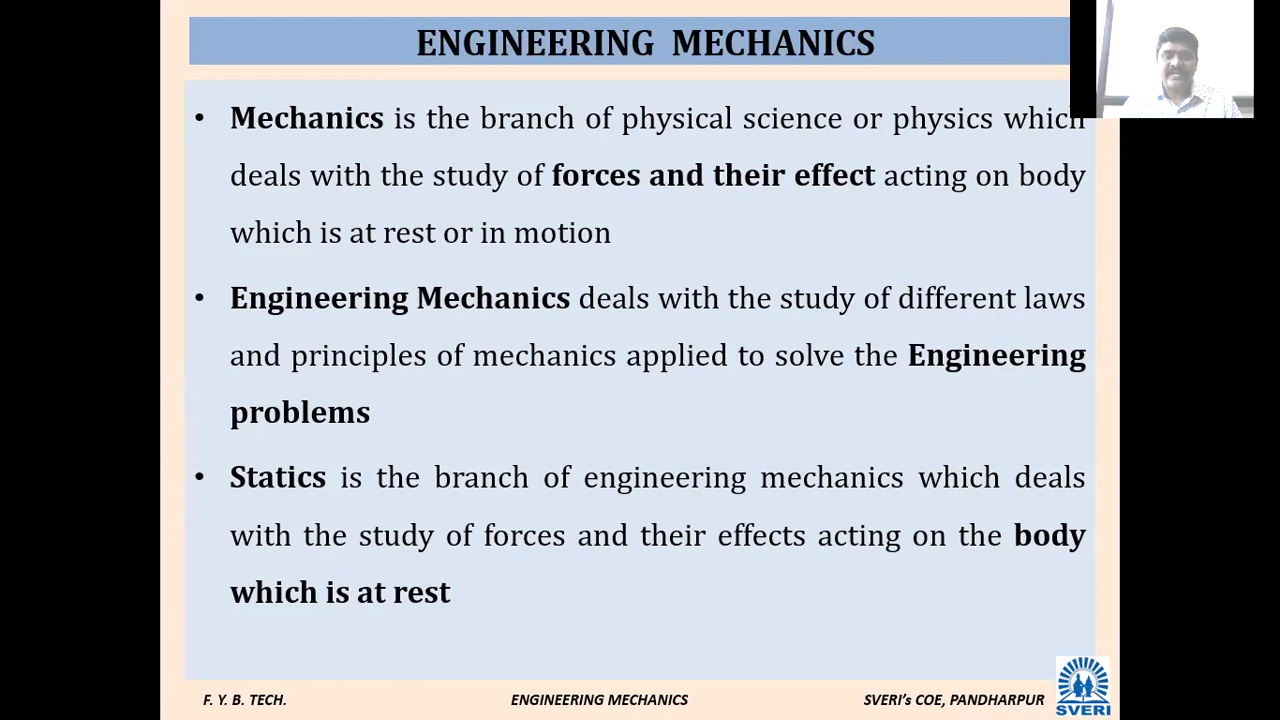 ENGINEERING MECHANICS
• Mechanics is the branch of physical science or physics which
deals with the study of forces and their effect acting on body
which is at rest or in motion
• Engineering Mechanics deals with the study of different laws
and principles of mechanics applied to solve the Engineering
problems
• Statics is the branch of engineering mechanics which deals
with the study of forces and their effects acting on the body
which is at rest
F. Y. B. TECH. ENGINEERING MECHANICS SVERI's COE, PANDHARPUR
SVERI